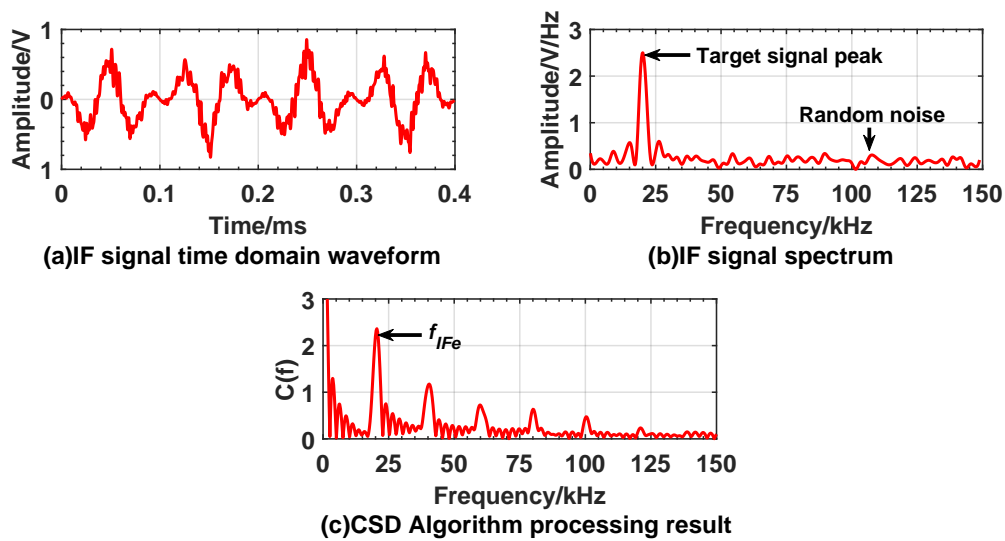 1
0
1
Amplitude/V
0
0.1
0.2
0.3
0.4
Time/ms
(a)IF signal time domain waveform
3
2
1
0
Amplitude/V/Hz
Target signal peak
Random noise
0
25
50
75
100
125
150
Frequency/kHz
(b)IF signal spectrum
3
2
1
0
C(f)
f_IFe
0
25
50
75
100
125
150
Frequency/kHz
(c)CSD Algorithm processing result